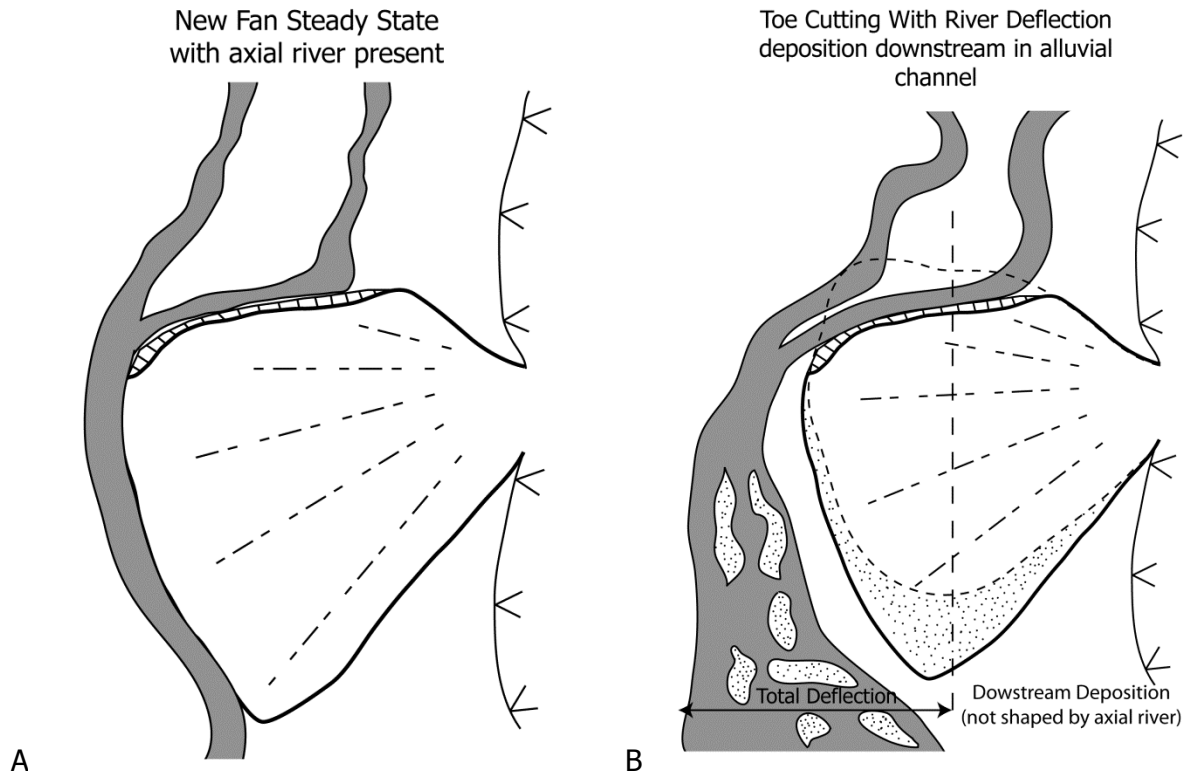 New Fan Steady State
with axial river present
Toe Cutting With River Deflection
deposition downstream in alluvial
channel
Total Deflection
Dowstream Deposition
(not shaped by axial river)
A
B